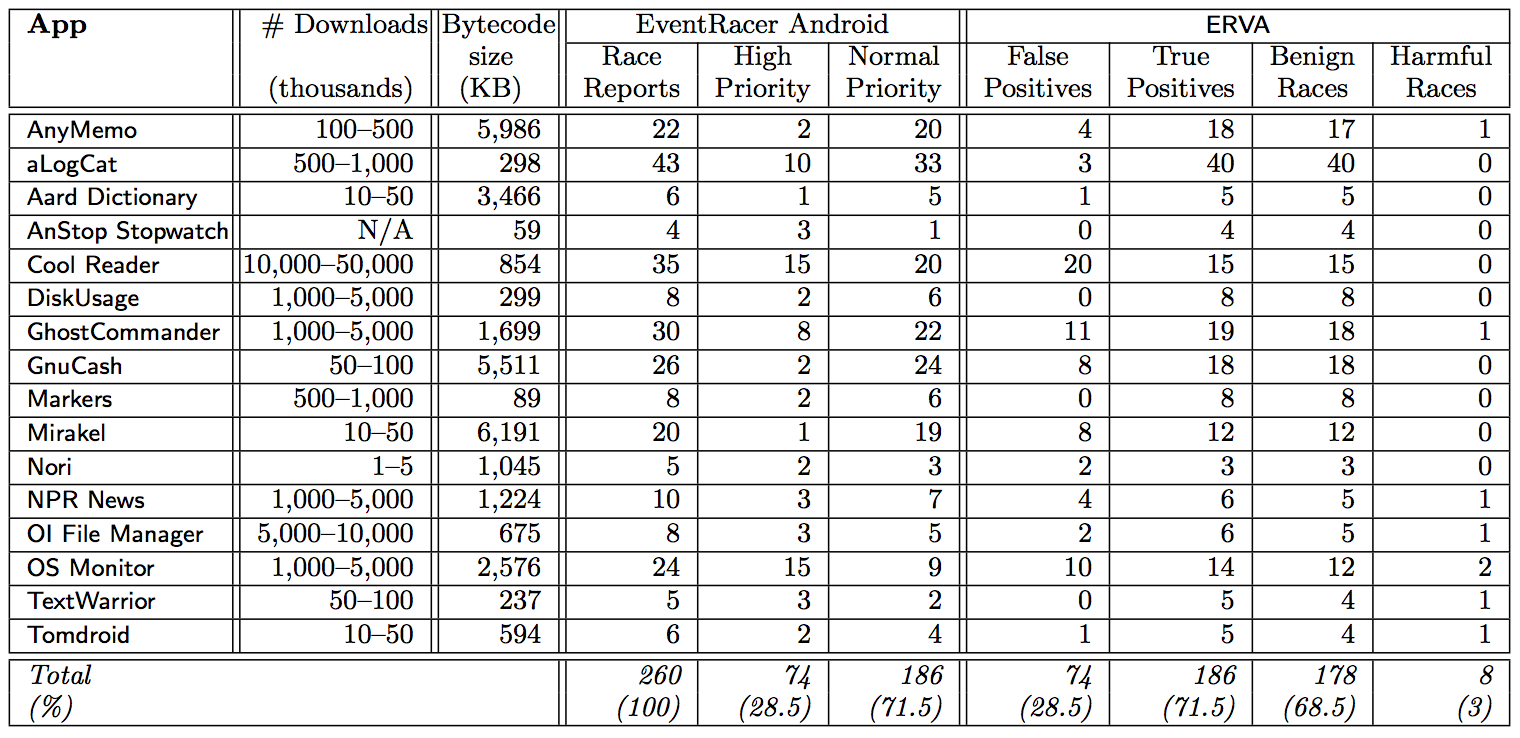 App # Downloads Bytecode EventRacer Android ERVA
size Race High Normal False True Benign Harmful
(thousands) (KB) Reports Priority Priority Positives Positives Races Races
AnyMemo 100–500 5,986 22 2 20 4 18 17 1
aLogCat 500–1,000 298 43 10 33 3 40 40 0
Aard Dictionary 10–50 3,466 6 1 5 1 5 5 0
AnStop Stopwatch N/A 59 4 3 1 0 4 4 0
Cool Reader 10,000–50,000 854 35 15 20 20 15 15 0
DiskUsage 1,000–5,000 299 8 2 6 0 8 8 0
GhostCommander 1,000–5,000 1,699 30 8 22 11 19 18 1
GnuCash 50–100 5,511 26 2 24 8 18 18 0
Markers 500–1,000 89 8 2 6 0 8 8 0
Mirakel 10–50 6,191 20 1 19 8 12 12 0
Nori 1–5 1,045 5 2 3 2 3 3 0
NPR News 1,000–5,000 1,224 10 3 7 4 6 5 1
OI File Manager 5,000–10,000 675 8 3 5 2 6 5 1
OS Monitor 1,000–5,000 2,576 24 15 9 10 14 12 2
TextWarrior 50–100 237 5 3 2 0 5 4 1
Tomdroid 10–50 594 6 2 4 1 5 4 1
Total 260 74 186 74 186 178 8
(%) (100) (28.5) (71.5) (28.5) (71.5) (68.5) (3)